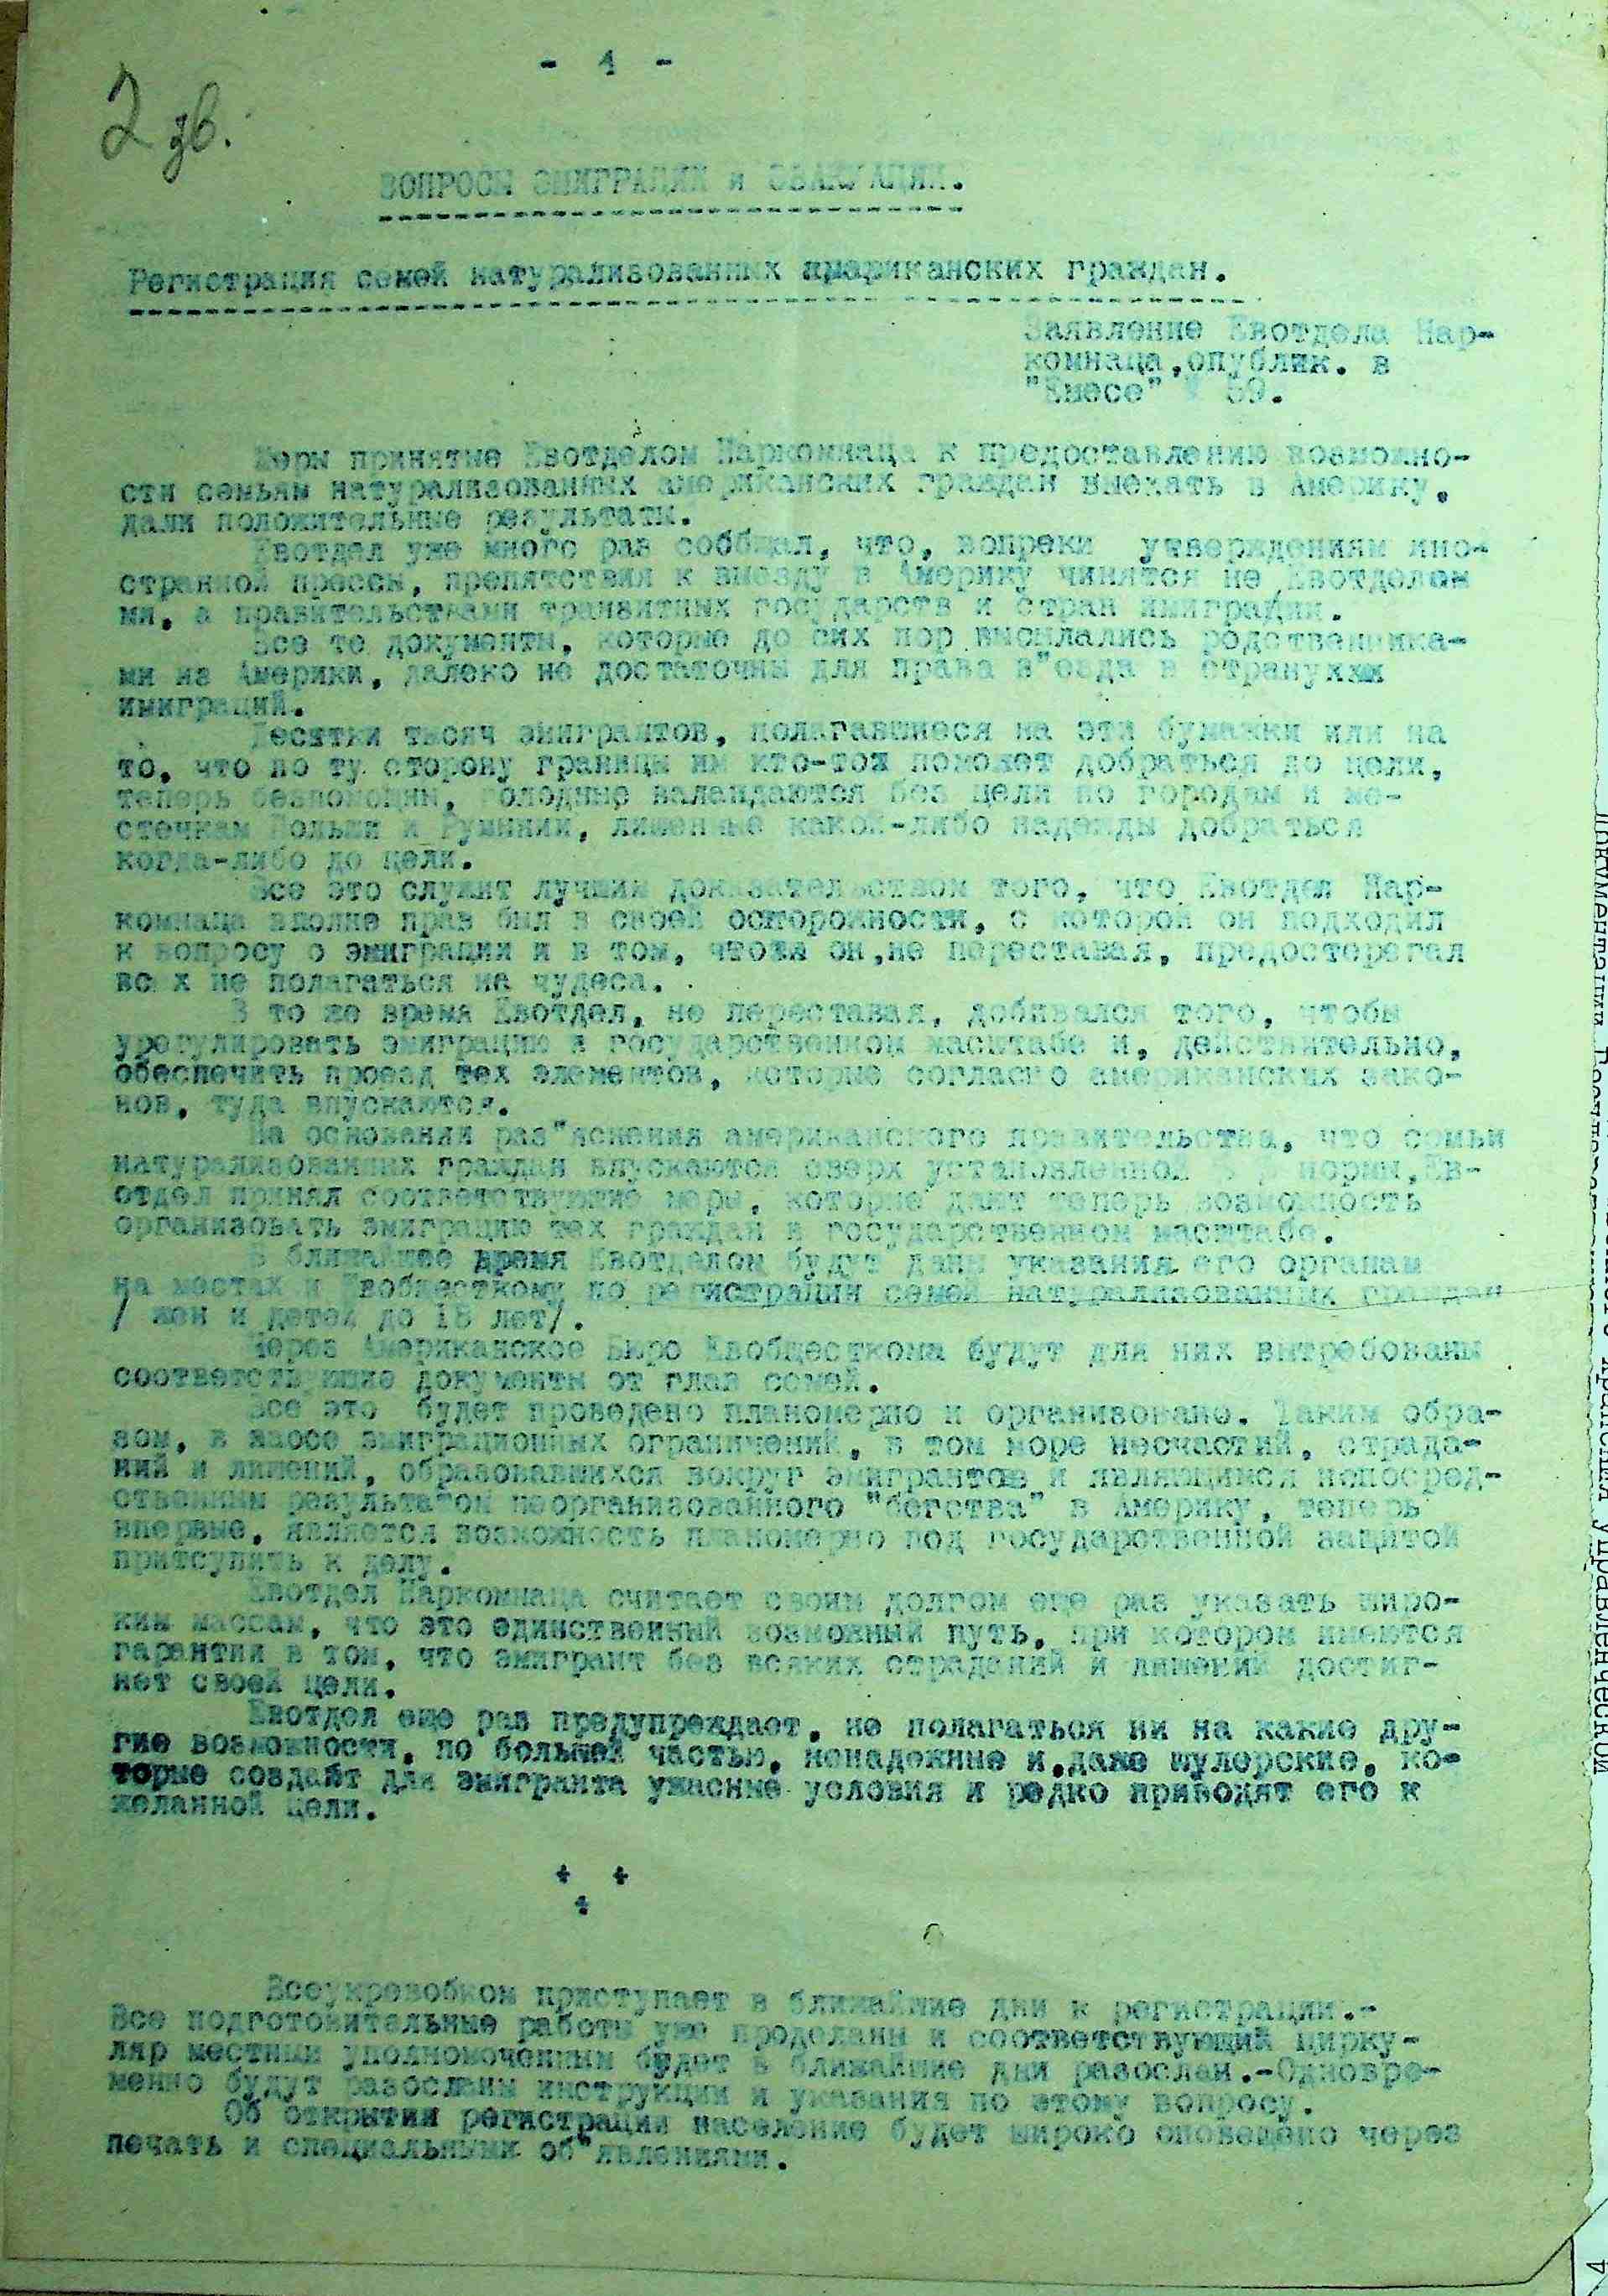 - 1 -
2 зв.
ВОПРОСЫ ЭМИГРАЦИИ и ЭВАКУАЦИИ.
Регистрация семей натурализованных американских граждан.
Заявление Евотдела Нар-
комнаца, опублик. в
"Емесе" № 59.
Меры принятые Евотделом Наркомнаца к предоставлению возможно-
сти семьям натурализованных американских граждан выехать в Америку,
дали положительные результаты.
Евотдел уже много раз сообщал, что, вопреки утверждениям ино-
странной прессы, препятствия к выезду в Америку чинятся не Евотделом
ми, а правительствами транзитных государств и стран имиграции.
Все те документы, которые до сих пор высылались родственника-
ми из Америки, далеко не достаточны для права в"езда в страну
имиграций.
Десятки тысяч эмигрантов, полагавшиеся на эти бумажки или на
то, что по ту сторону границы им кто-то поможет добраться до цели,
теперь безпомощны, голодные валандаются без цели по городам и ме-
стечкам Польши и Румынии, лишенные какой-либо надежды добраться
когда-либо до цели.
Все это служит лучшим доказательством того, что Евотдел Нар-
комнаца вполне прав был в своей осторожности, с которой он подходил
к вопросу о эмиграции и в том, что он, не переставая, предостерегал
вс х не полагаться на чудеса.
В то же время Евотдел, не переставая, добивался того, чтобы
урегулировать эмиграцию в государственном масштабе и, действительно,
обеспечить проезд тех элементов, которые согласно американских зако-
нов, туда впускаются.
На основании раз"яснения американского правительства, что семьи
натурализованных граждан впускаются сверх установленной нормы, Ев-
отдел принял соответствующие меры, которые дают теперь возможность
организовать эмиграцию тех граждан в государственном масштабе.
В ближайшее время Евотделом будут даны указания его органам
на местах и Евобщесткому по регистрации семей натурализованных граждан
/ жен и детей до 18 лет/.
Через Американское Бюро Евобщесткома будут для них вытребованы
соответствующие документы от глав семей.
Все это будет проведено планомерно и организовано. Таким обра-
зом, в хаосе эмиграционных ограничений, в том море несчастий, страда-
ний и лишений, образовавшихся вокруг эмигрантов и являющимся непосред-
ственным результатом неорганизованного "бегства" в Америку, теперь
впервые, является возможность планомерно под государственной защитой
притсупить к делу.
Евотдел Наркомнаца считает своим долгом еще раз указать широ-
ким массам, что это единственный возможный путь, при котором имеются
гарантии в том, что эмигрант без всяких страданий и лишений достиг-
нет своей цели.
Евотдел еще раз предупреждает, не полагаться ни на какие дру-
гие возможности, по большей частью, ненадежные и, даже шулерские, ко-
торые создают для эмигранта ужасные условия и редко приводят его к
желанной цели.
+ +
+
Всеукревобком приступает в ближайшие дни к регистрации.-
Все подготовительные работы уже проделаны и соответствующий цирку-
ляр местным уполномоченным будет в ближайшие дни разослан.-Одновре-
менно будут разосланы инструкции и указания по этому вопросу.
Об открытии регистрации население будет широко оповещено через
печать и специальными об"явлениями.